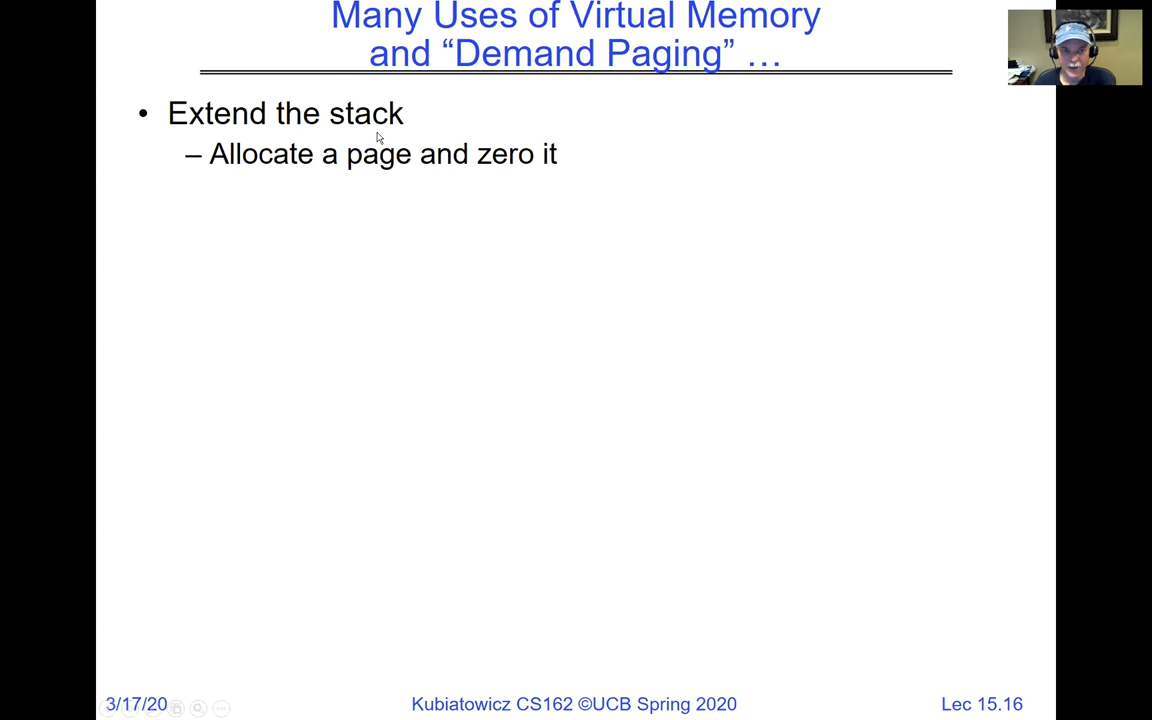 Many Uses of Virtual Memory
and “Demand Paging” …
• Extend the stack
– Allocate a page and zero it
3/17/20
Kubiatowicz CS162 ©UCB Spring 2020
Lec 15.16